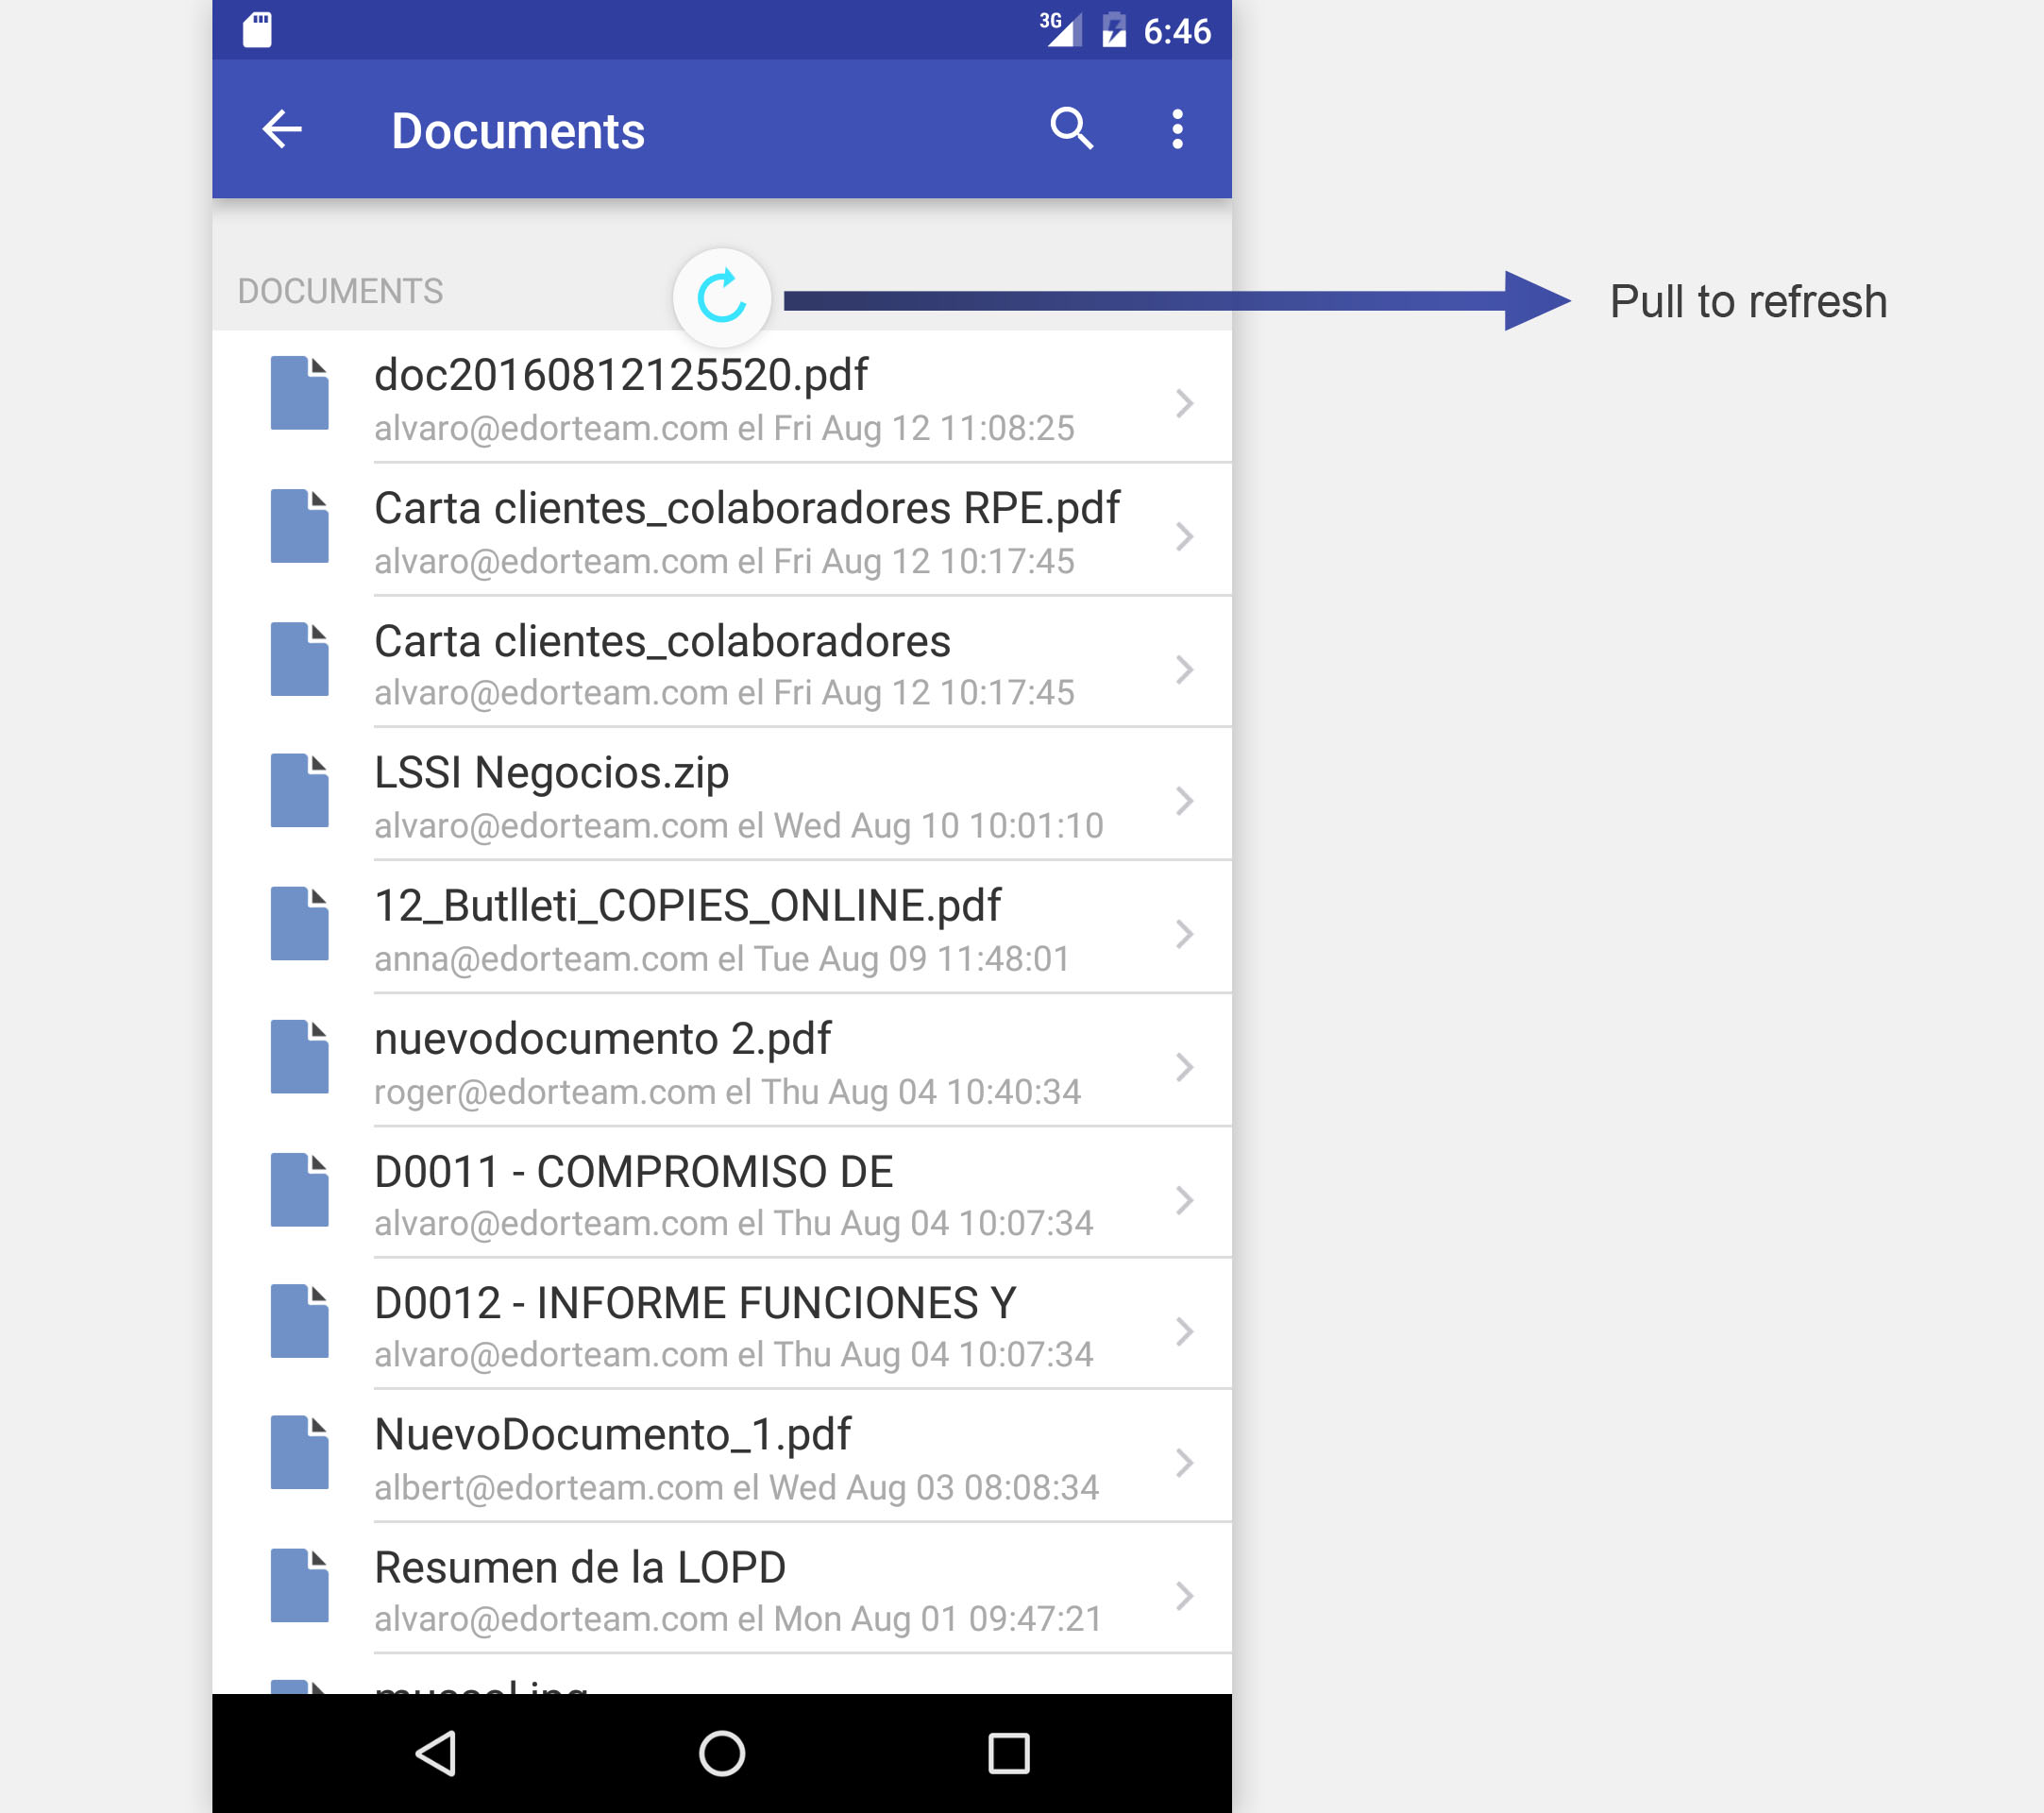 3G 6:46
Documents
DOCUMENTS
Pull to refresh
doc20160812125520.pdf
alvaro@edorteam.com el Fri Aug 12 11:08:25
Carta clientes_colaboradores RPE.pdf
alvaro@edorteam.com el Fri Aug 12 10:17:45
Carta clientes_colaboradores
alvaro@edorteam.com el Fri Aug 12 10:17:45
LSSI Negocios.zip
alvaro@edorteam.com el Wed Aug 10 10:01:10
12_Butlleti_COPIES_ONLINE.pdf
anna@edorteam.com el Tue Aug 09 11:48:01
nuevodocumento 2.pdf
roger@edorteam.com el Thu Aug 04 10:40:34
D0011 - COMPROMISO DE
alvaro@edorteam.com el Thu Aug 04 10:07:34
D0012 - INFORME FUNCIONES Y
alvaro@edorteam.com el Thu Aug 04 10:07:34
NuevoDocumento_1.pdf
albert@edorteam.com el Wed Aug 03 08:08:34
Resumen de la LOPD
alvaro@edorteam.com el Mon Aug 01 09:47:21